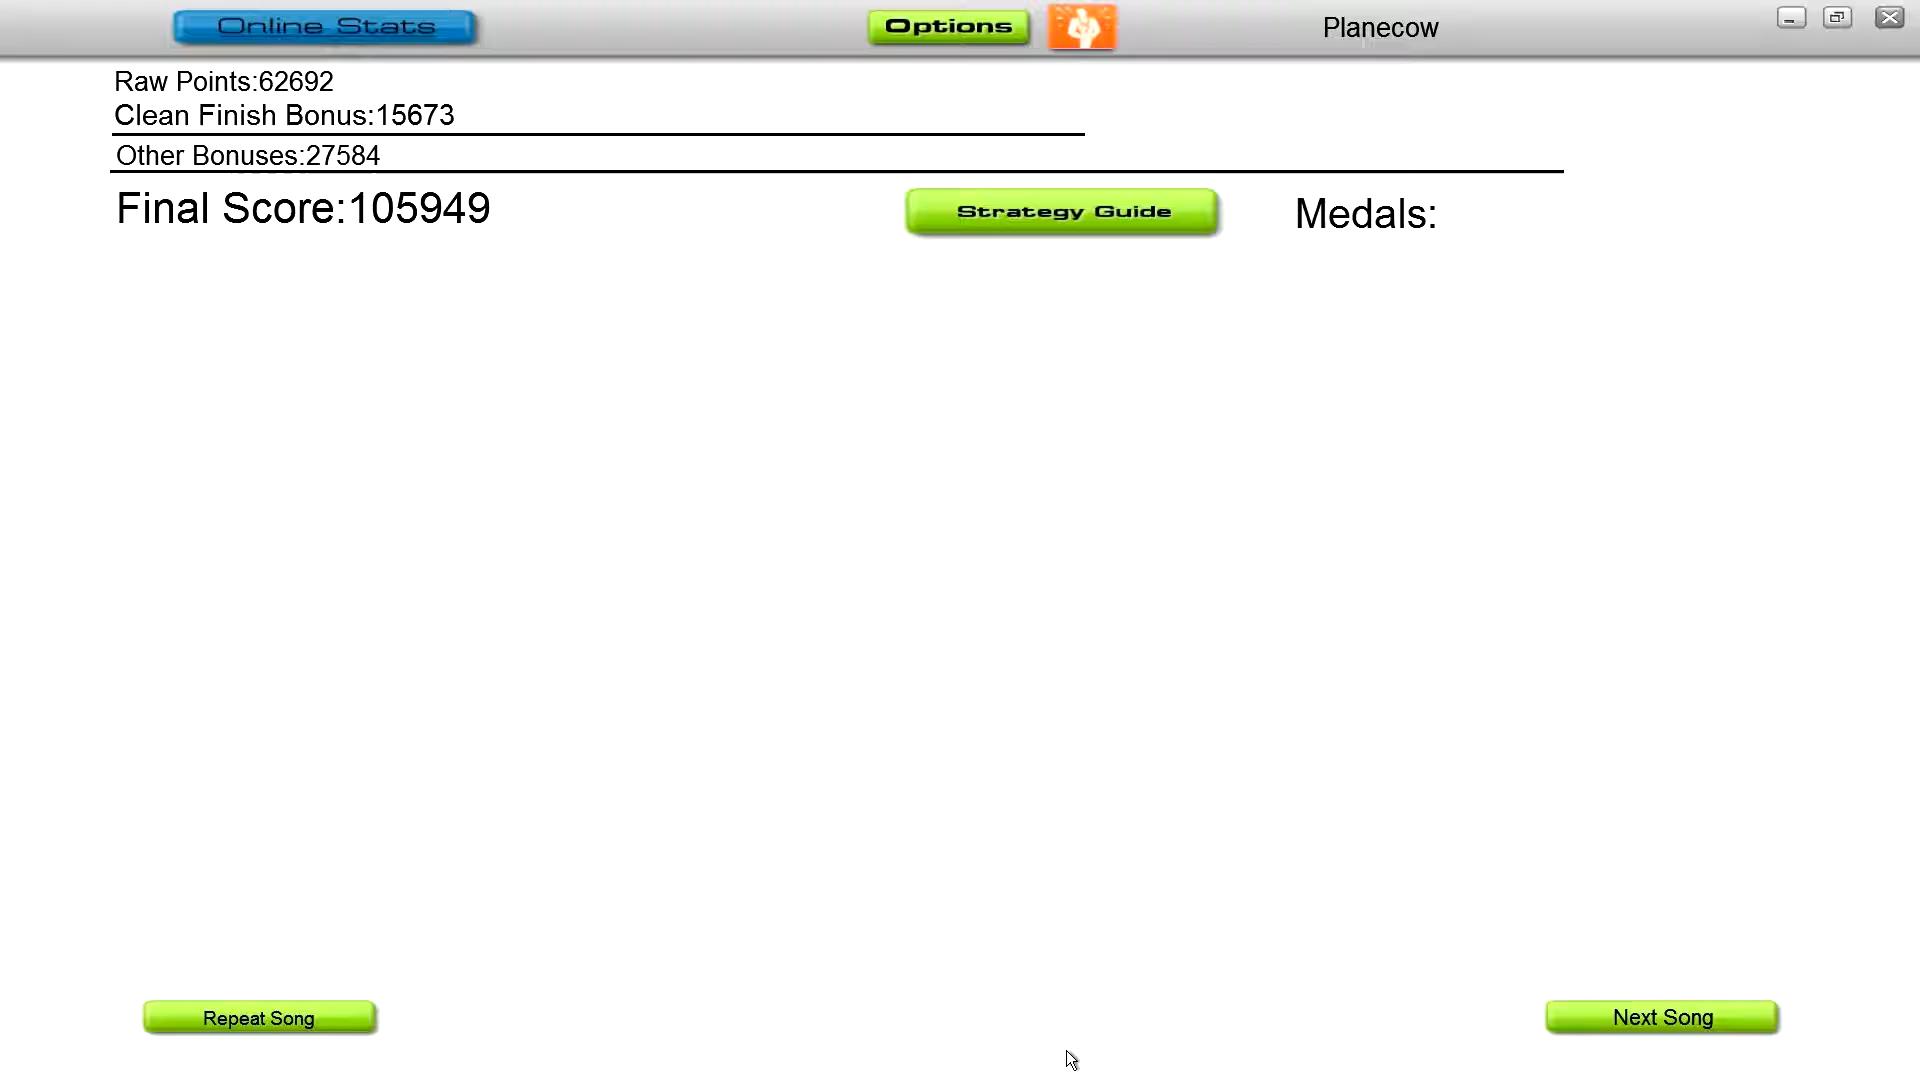 Online Stats
Options
Planecow
Raw Points:62692
Clean Finish Bonus:15673
Other Bonuses:27584
Final Score:105949
Strategy Guide
Medals:
Repeat Song
Next Song